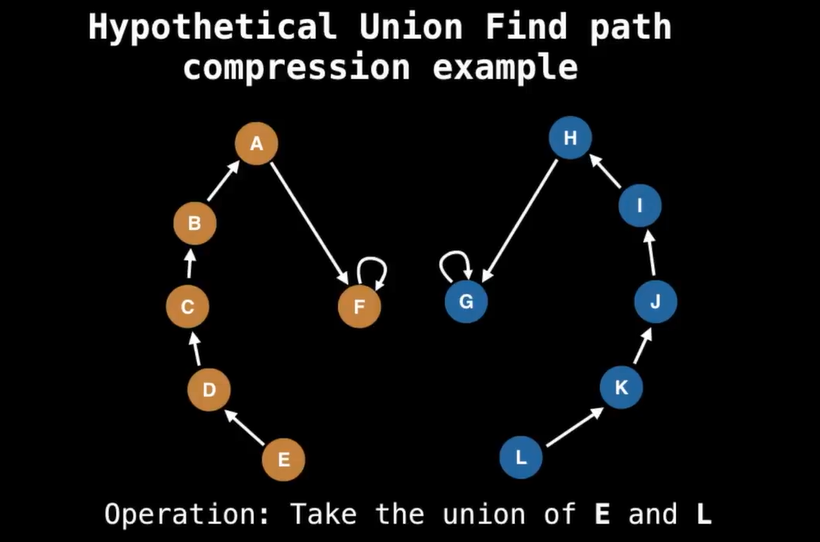 Hypothetical Union Find path
compression example
A
H
B
I
C
F
G
J
D
K
E
L
Operation: Take the union of E and L